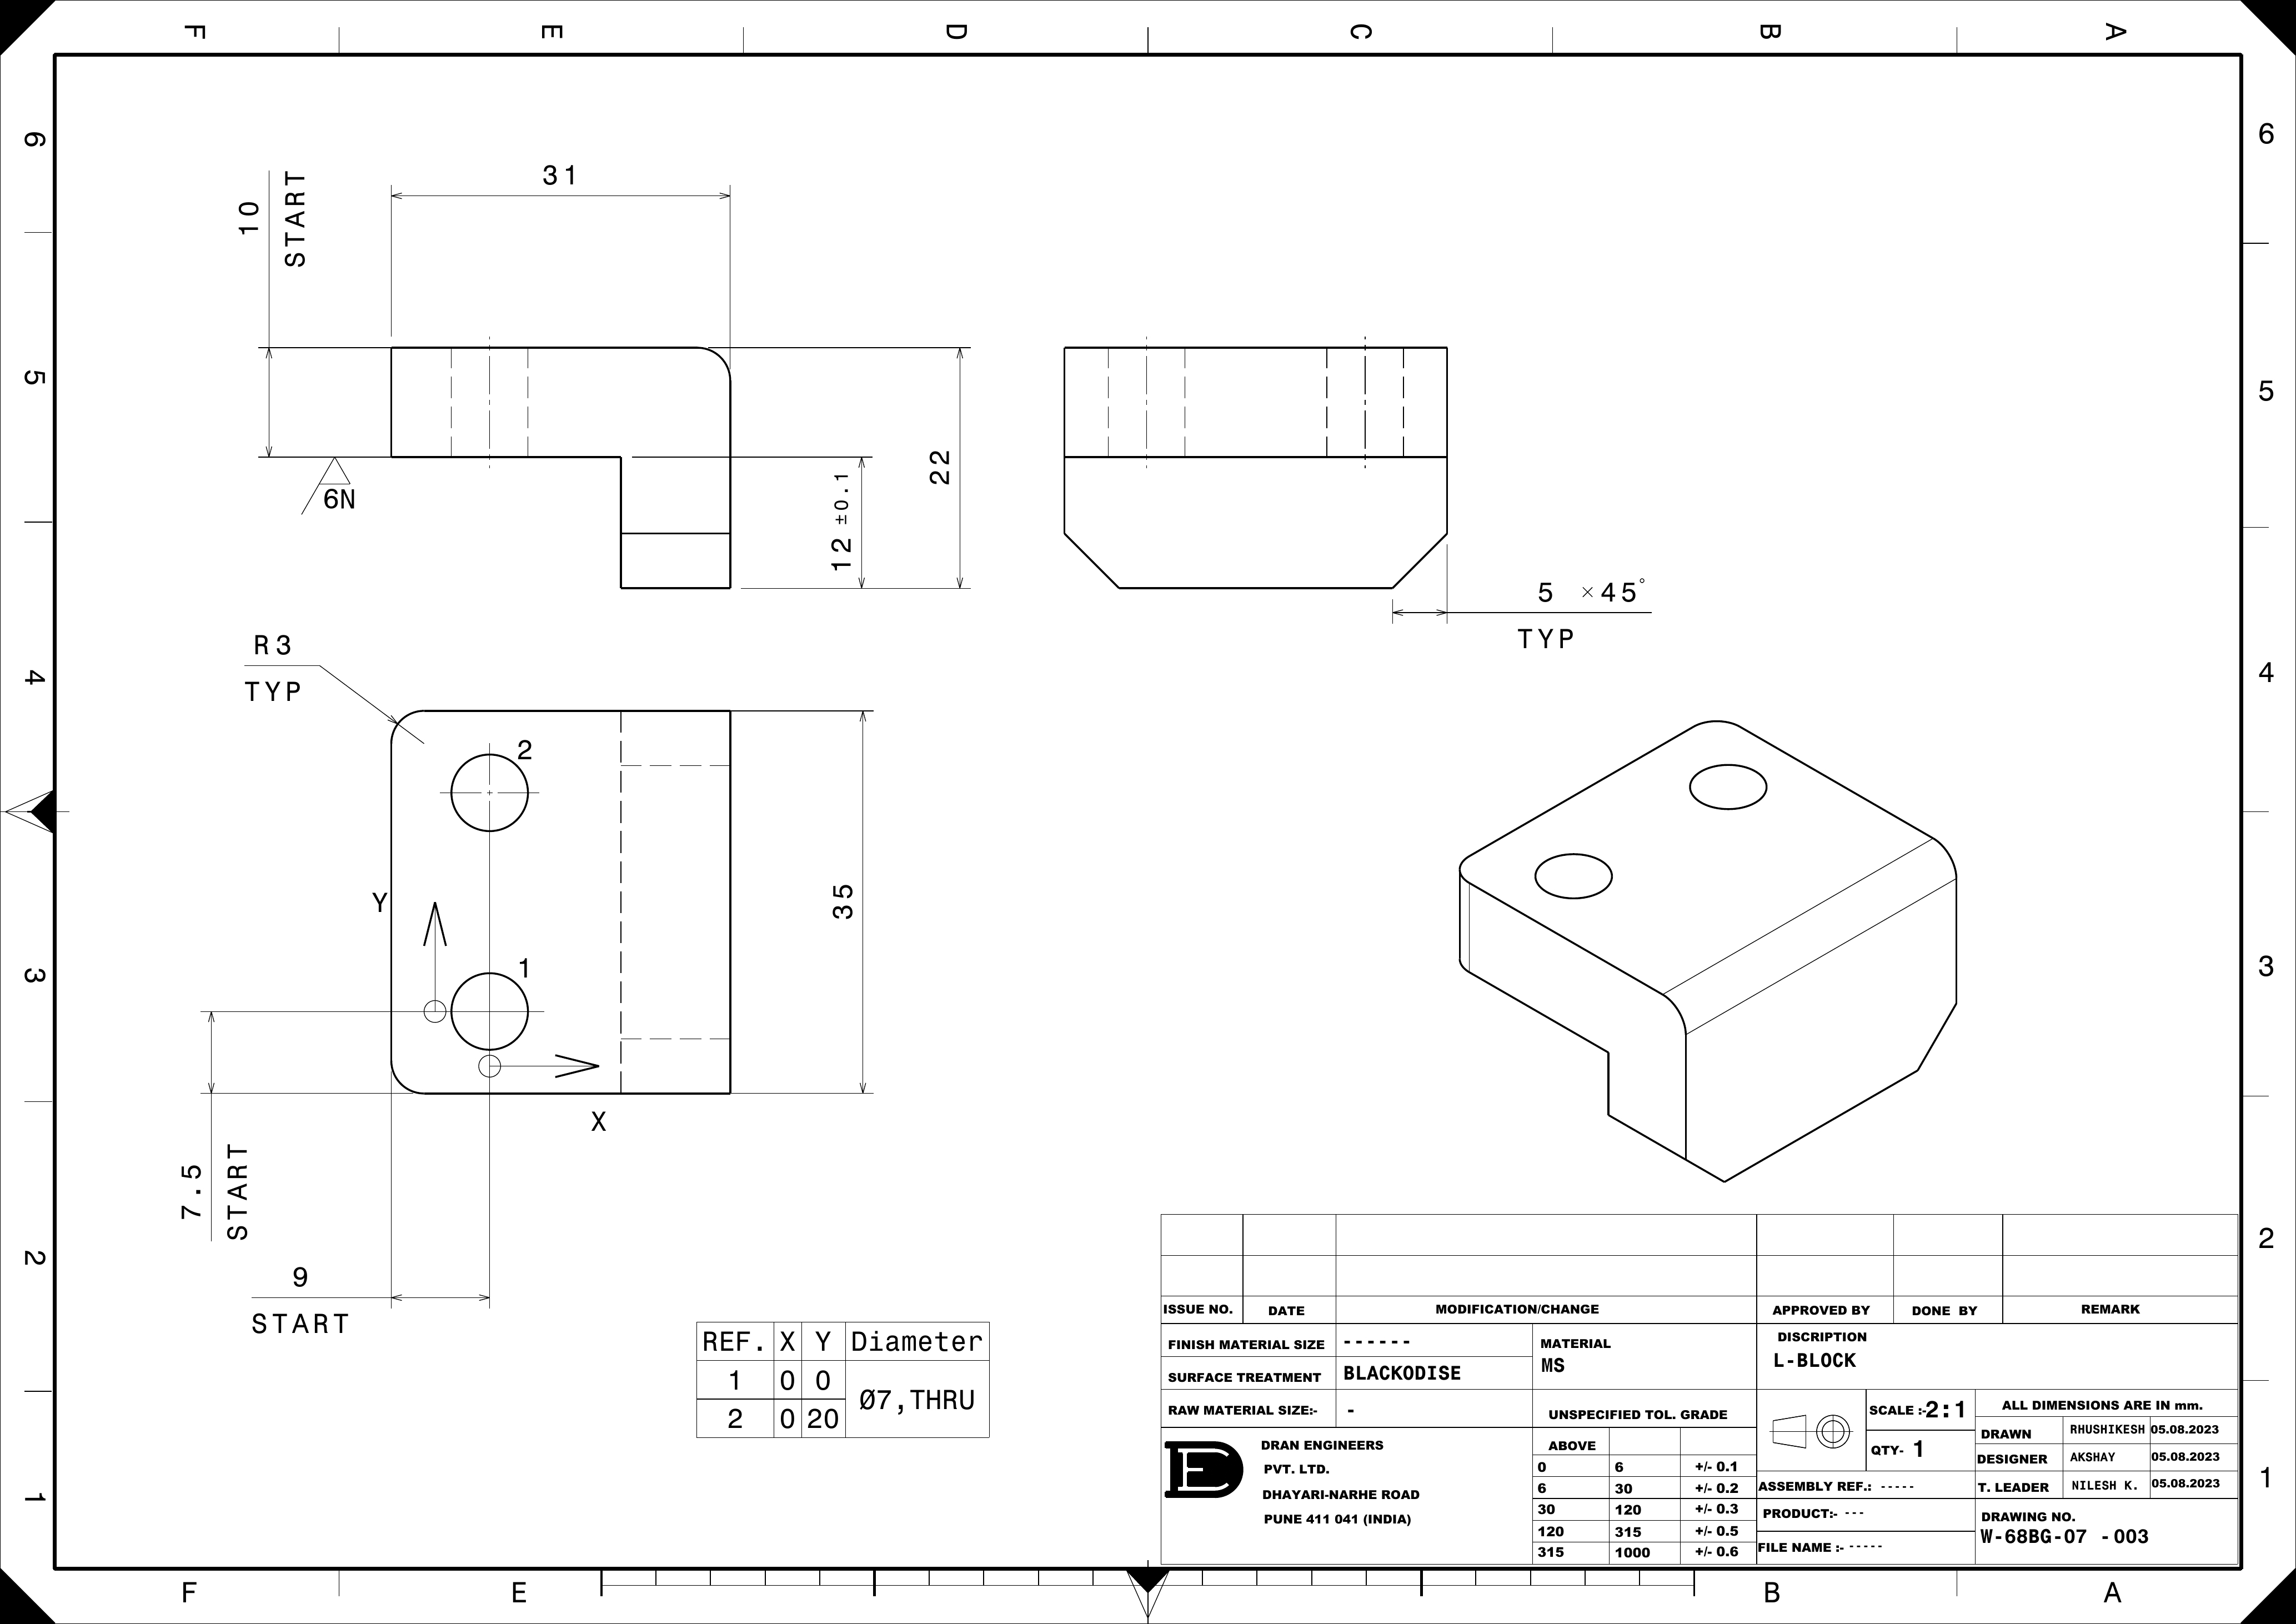 F E D C B A
6 6
5 5
4 4
3 3
2 2
1 1
31
10
START
6N
12 ±0.1
22
5 ×45°
TYP
R3
TYP
2
Y
1
X
35
7.5
START
9
START
REF. X Y Diameter
1 0 0 Ø7,THRU
2 0 20
ISSUE NO. DATE MODIFICATION/CHANGE APPROVED BY DONE BY REMARK
FINISH MATERIAL SIZE ------
SURFACE TREATMENT BLACKODISE
RAW MATERIAL SIZE:- -
MATERIAL
MS
DISCRIPTION
L-BLOCK
UNSPECIFIED TOL. GRADE
ABOVE
0 6 +/- 0.1
6 30 +/- 0.2
30 120 +/- 0.3
120 315 +/- 0.5
315 1000 +/- 0.6
DRAN ENGINEERS
PVT. LTD.
DHAYARI-NARHE ROAD
PUNE 411 041 (INDIA)
SCALE :-2:1
QTY- 1
ALL DIMENSIONS ARE IN mm.
DRAWN RHUSHIKESH 05.08.2023
DESIGNER AKSHAY 05.08.2023
T. LEADER NILESH K. 05.08.2023
ASSEMBLY REF.: -----
PRODUCT:- ---
FILE NAME :- -----
DRAWING NO.
W-68BG-07 -003
F E B A